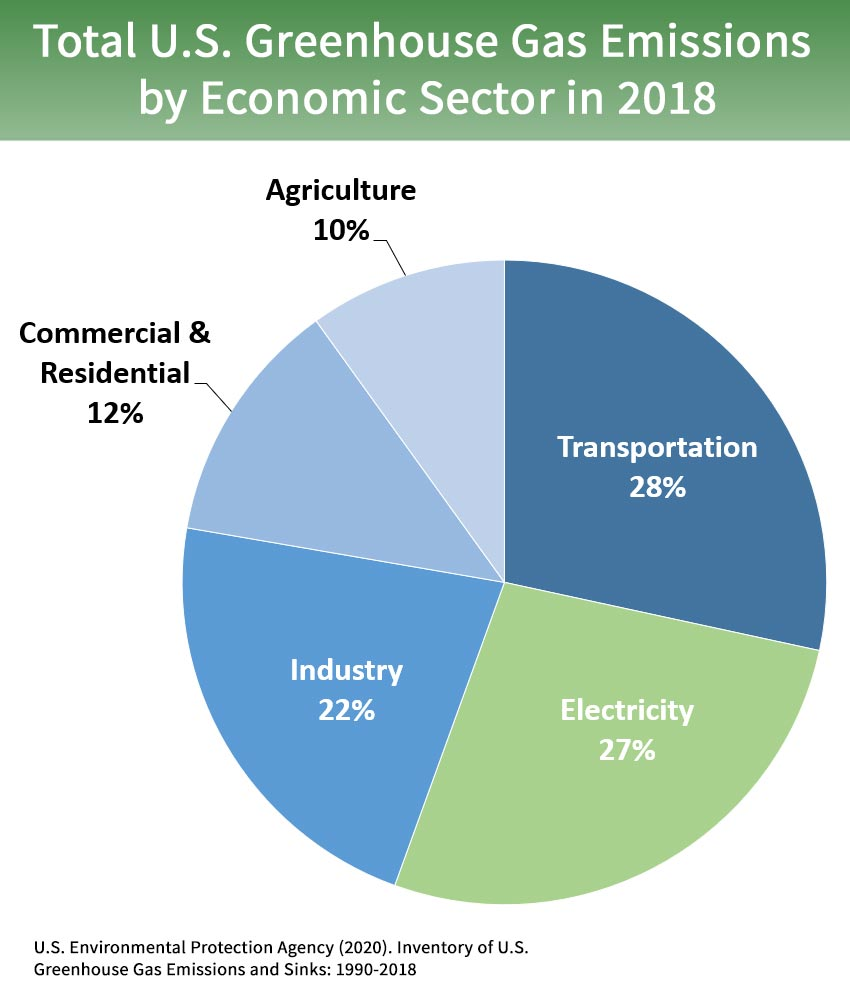 Total U.S. Greenhouse Gas Emissions
by Economic Sector in 2018
Agriculture
10%
Commercial &
Residential
12%
Transportation
28%
Industry
22%
Electricity
27%
U.S. Environmental Protection Agency (2020). Inventory of U.S.
Greenhouse Gas Emissions and Sinks: 1990-2018